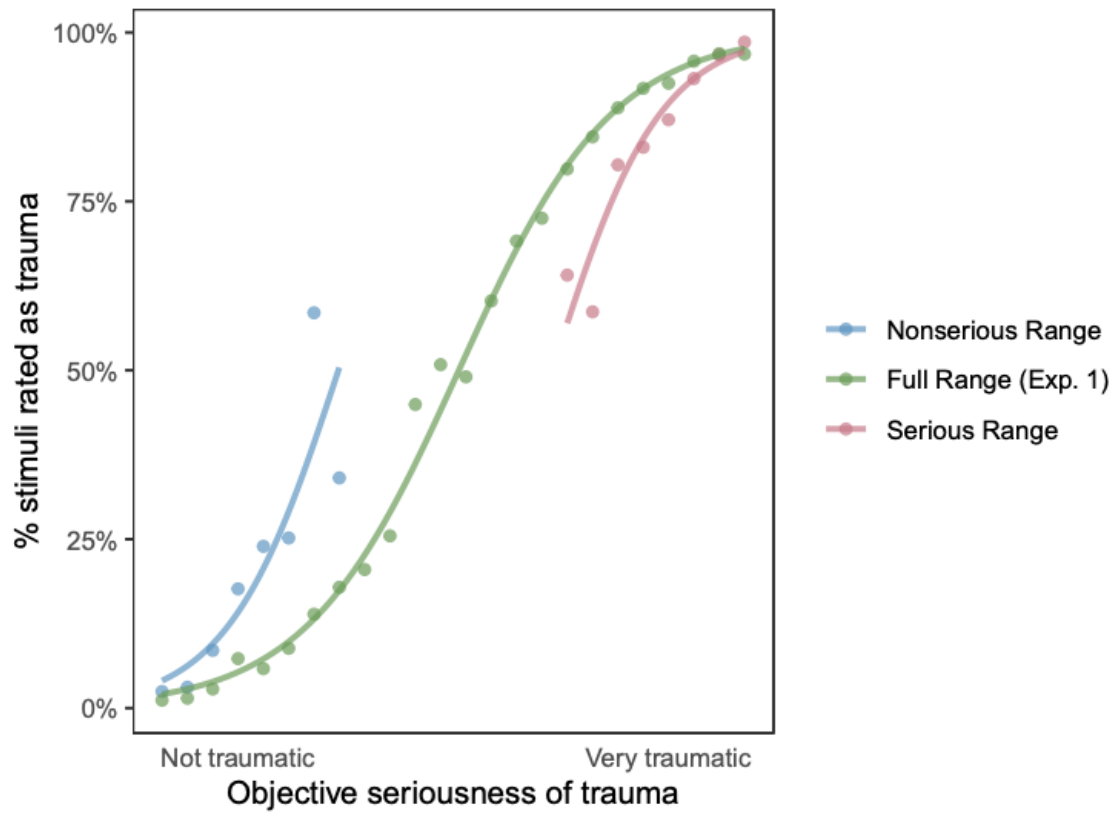 100%
75%
50%
25%
0%
% stimuli rated as trauma
Not traumatic
Very traumatic
Objective seriousness of trauma
Nonserious Range
Full Range (Exp. 1)
Serious Range